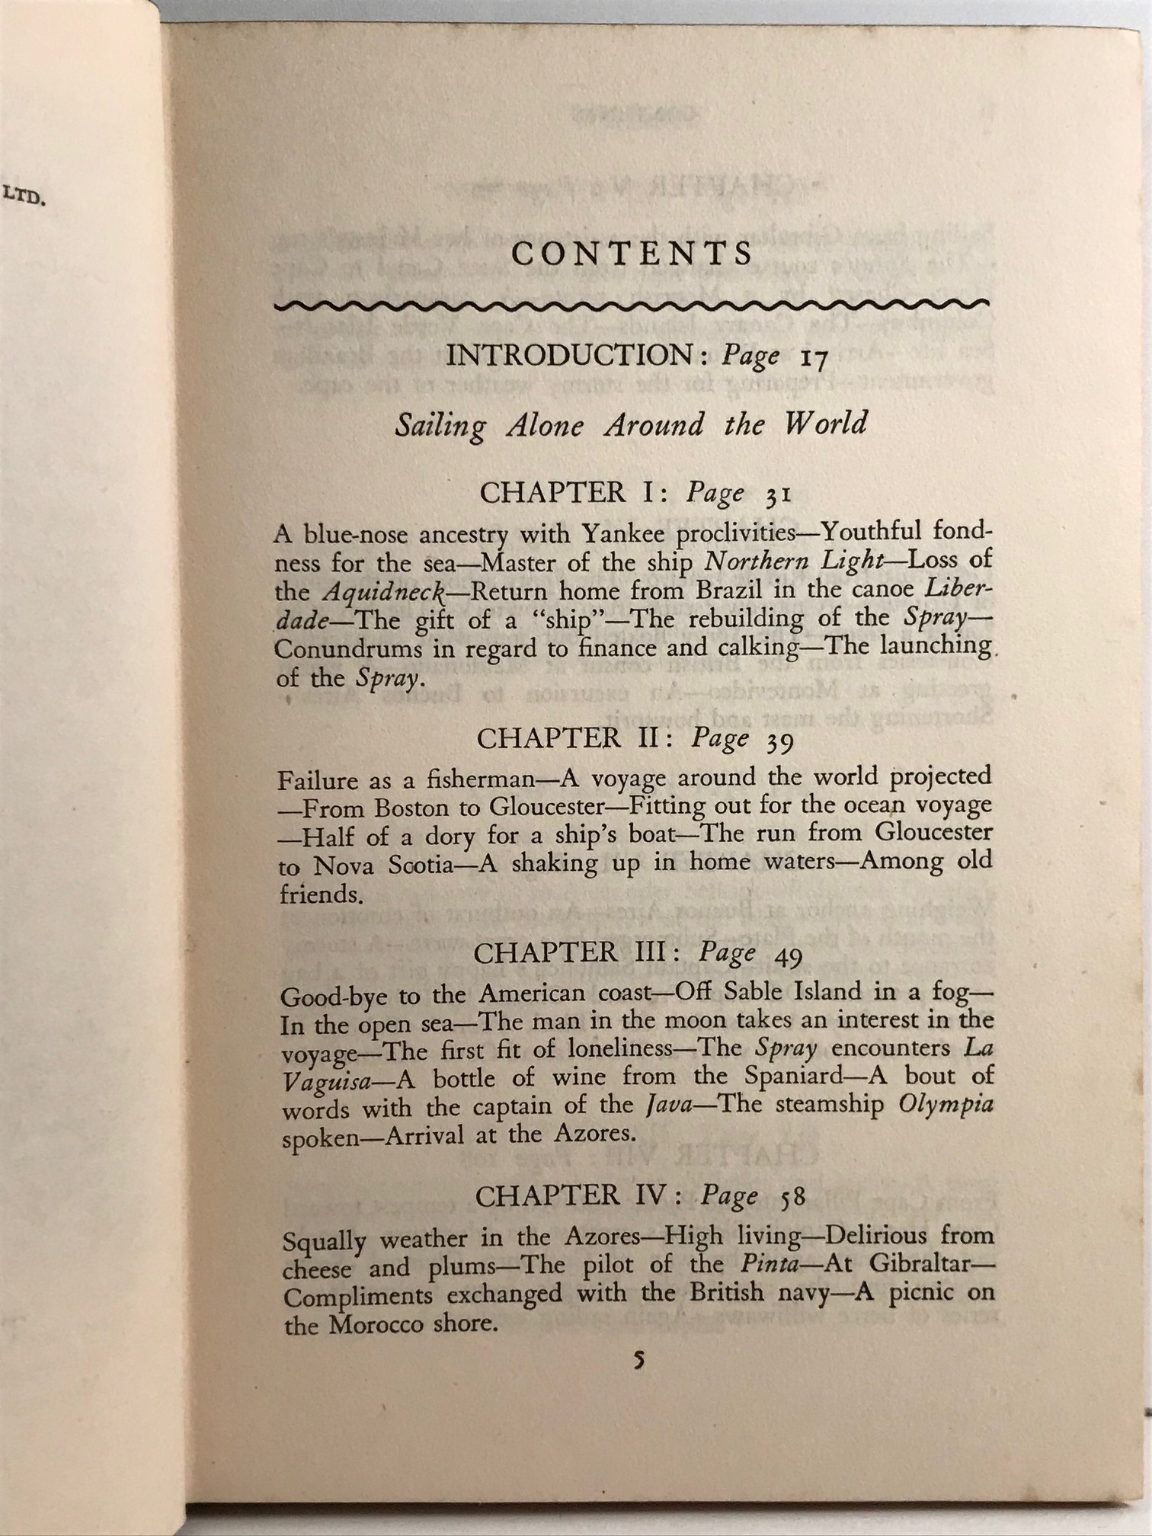 LTD.
CONTENTS
INTRODUCTION: Page 17
Sailing Alone Around the World
CHAPTER I: Page 31
A blue-nose ancestry with Yankee proclivities—Youthful fond-
ness for the sea—Master of the ship Northern Light—Loss of
the Aquidneck—Return home from Brazil in the canoe Liber-
dade—The gift of a “ship”—The rebuilding of the Spray—
Conundrums in regard to finance and calking—The launching
of the Spray.
CHAPTER II: Page 39
Failure as a fisherman—A voyage around the world projected
—From Boston to Gloucester—Fitting out for the ocean voyage
—Half of a dory for a ship’s boat—The run from Gloucester
to Nova Scotia—A shaking up in home waters—Among old
friends.
CHAPTER III: Page 49
Good-bye to the American coast—Off Sable Island in a fog—
In the open sea—The man in the moon takes an interest in the
voyage—The first fit of loneliness—The Spray encounters La
Vaguisa—A bottle of wine from the Spaniard—A bout of
words with the captain of the Java—The steamship Olympia
spoken—Arrival at the Azores.
CHAPTER IV: Page 58
Squally weather in the Azores—High living—Delirious from
cheese and plums—The pilot of the Pinta—At Gibraltar—
Compliments exchanged with the British navy—A picnic on
the Morocco shore.
5